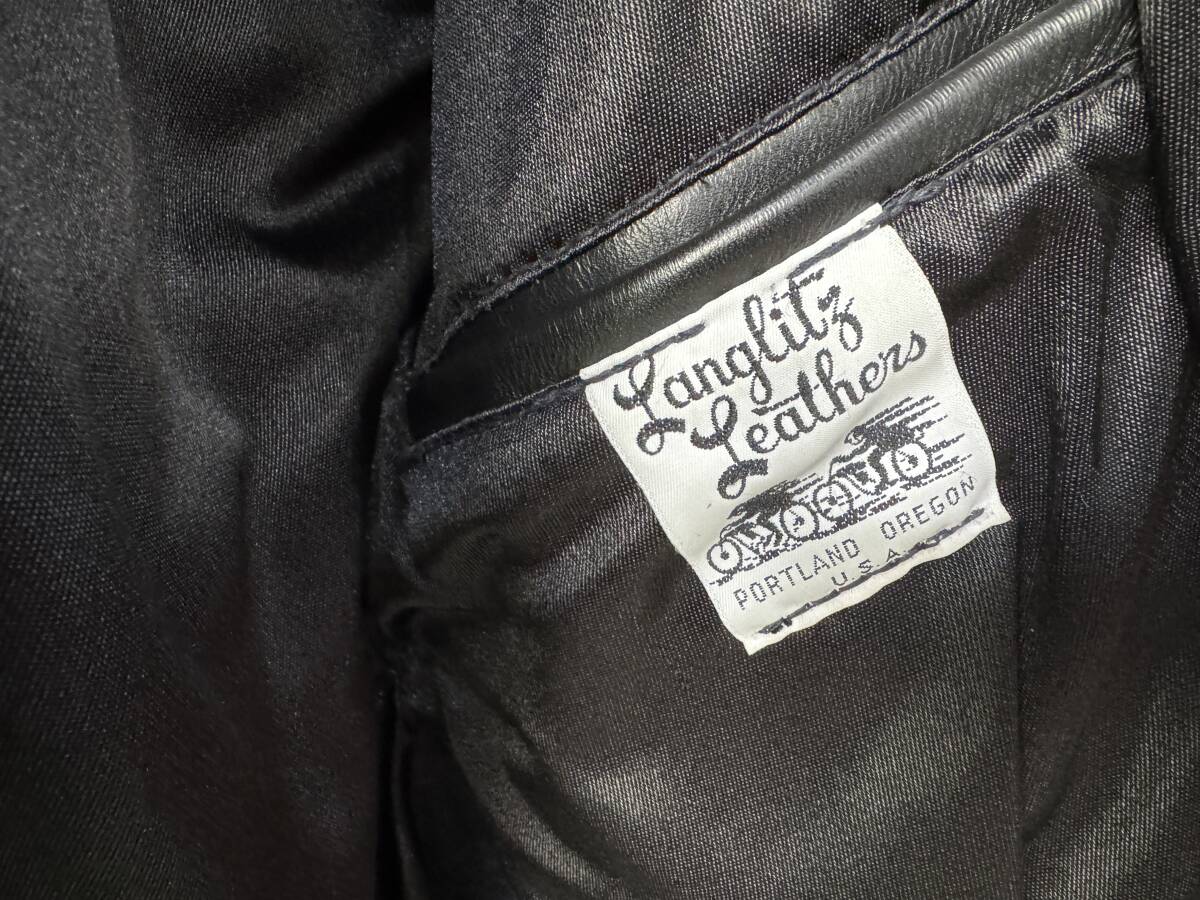 Langlitz
Leathers
PORTLAND OREGON
U.S.A.